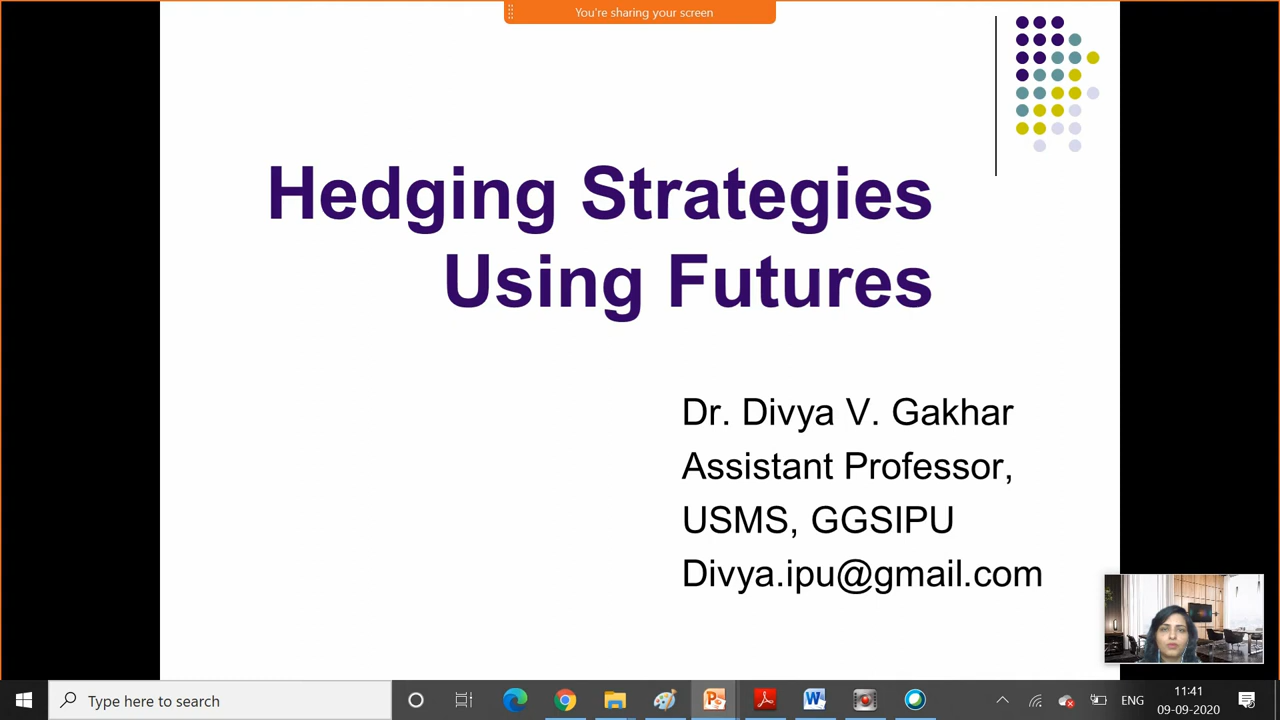 You're sharing your screen
Hedging Strategies
Using Futures
Dr. Divya V. Gakhar
Assistant Professor,
USMS, GGSIPU
Divya.ipu@gmail.com
Type here to search
ENG
11:41
09-09-2020